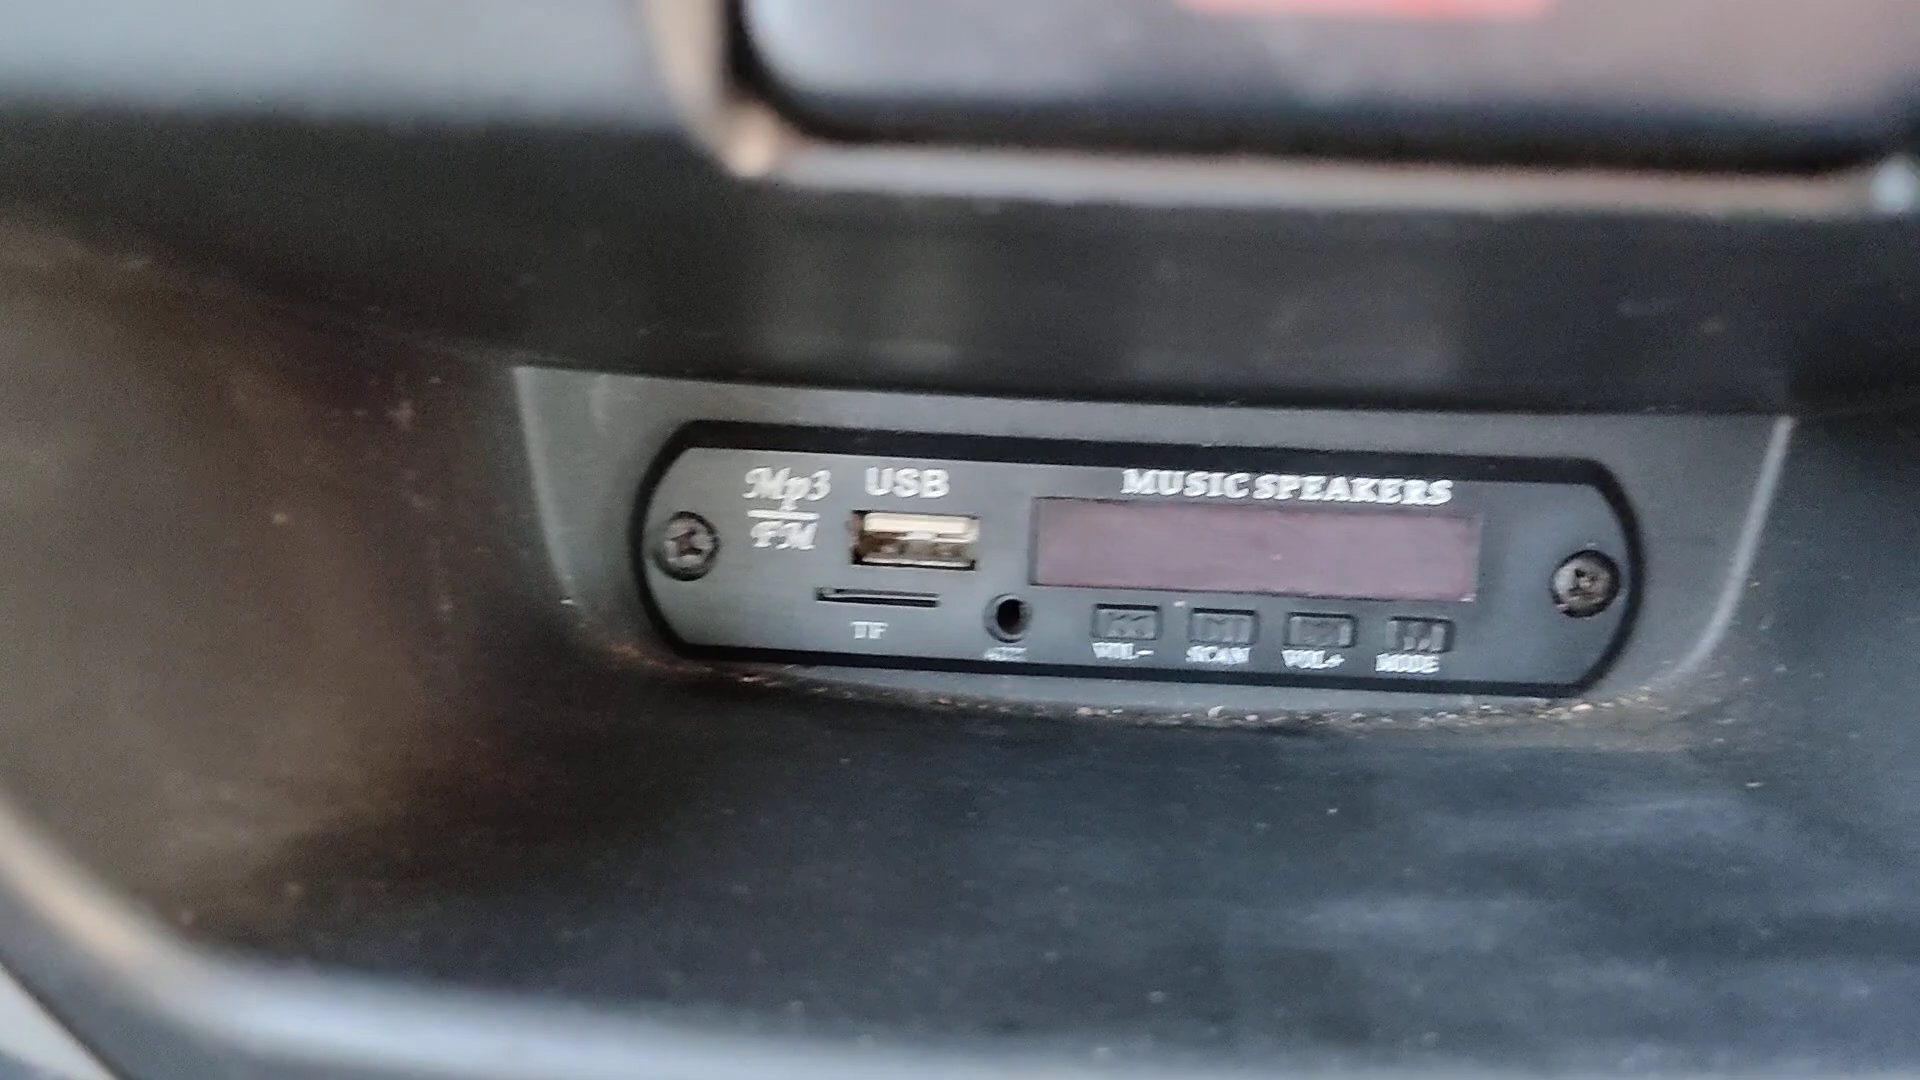 Mp3
FM
USB
MUSIC SPEAKERS
TF
AUX
VOL-
SCAN
VOL+
MODE